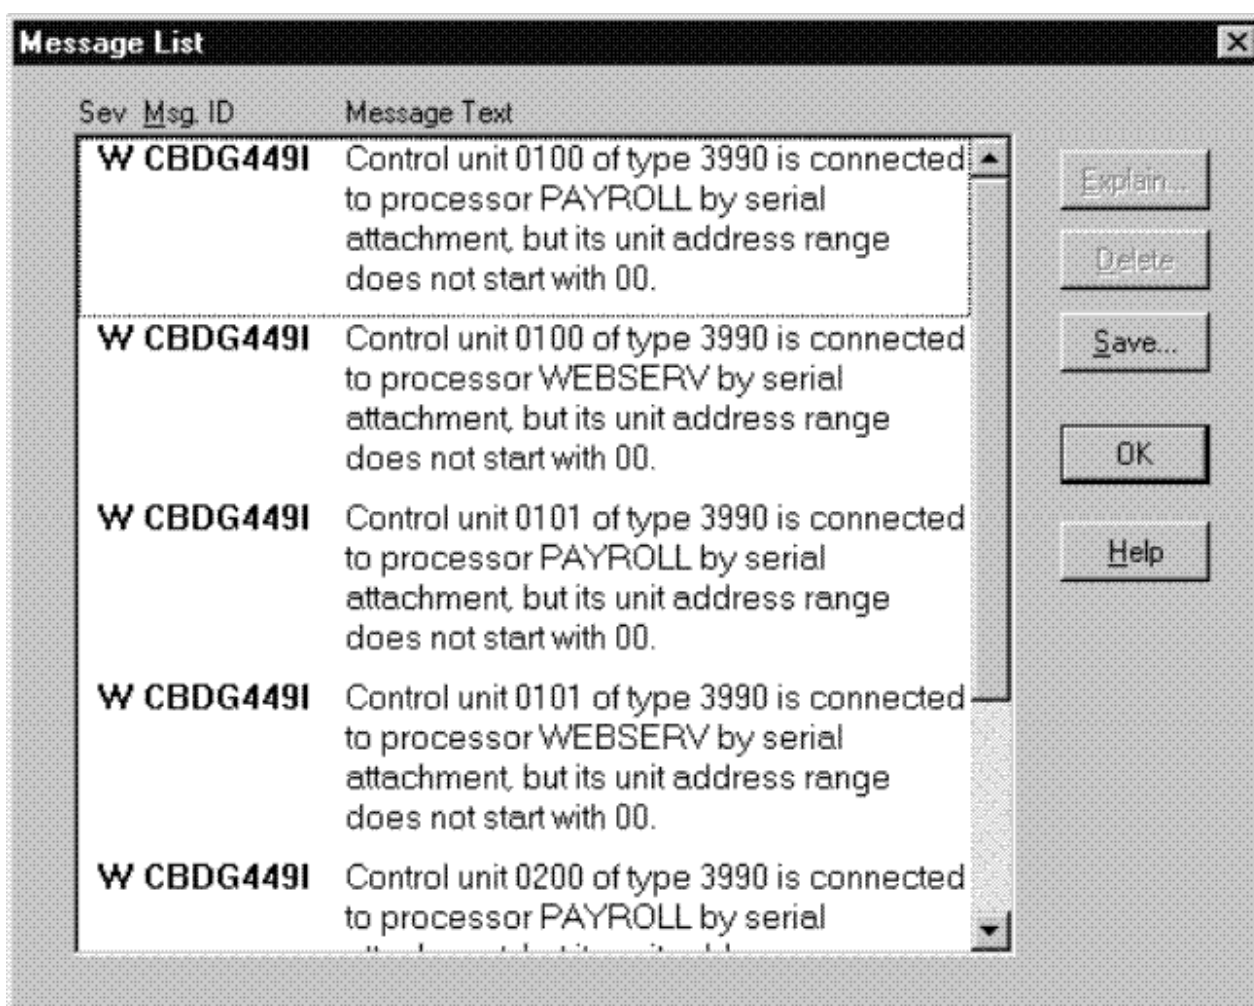 Message List
Sev Msg. ID Message Text
W CBDG449I Control unit 0100 of type 3990 is connected
to processor PAYROLL by serial
attachment, but its unit address range
does not start with 00.
W CBDG449I Control unit 0100 of type 3990 is connected
to processor WEBSERV by serial
attachment, but its unit address range
does not start with 00.
W CBDG449I Control unit 0101 of type 3990 is connected
to processor PAYROLL by serial
attachment, but its unit address range
does not start with 00.
W CBDG449I Control unit 0101 of type 3990 is connected
to processor WEBSERV by serial
attachment, but its unit address range
does not start with 00.
W CBDG449I Control unit 0200 of type 3990 is connected
to processor PAYROLL by serial
Explain...
Delete
Save...
OK
Help